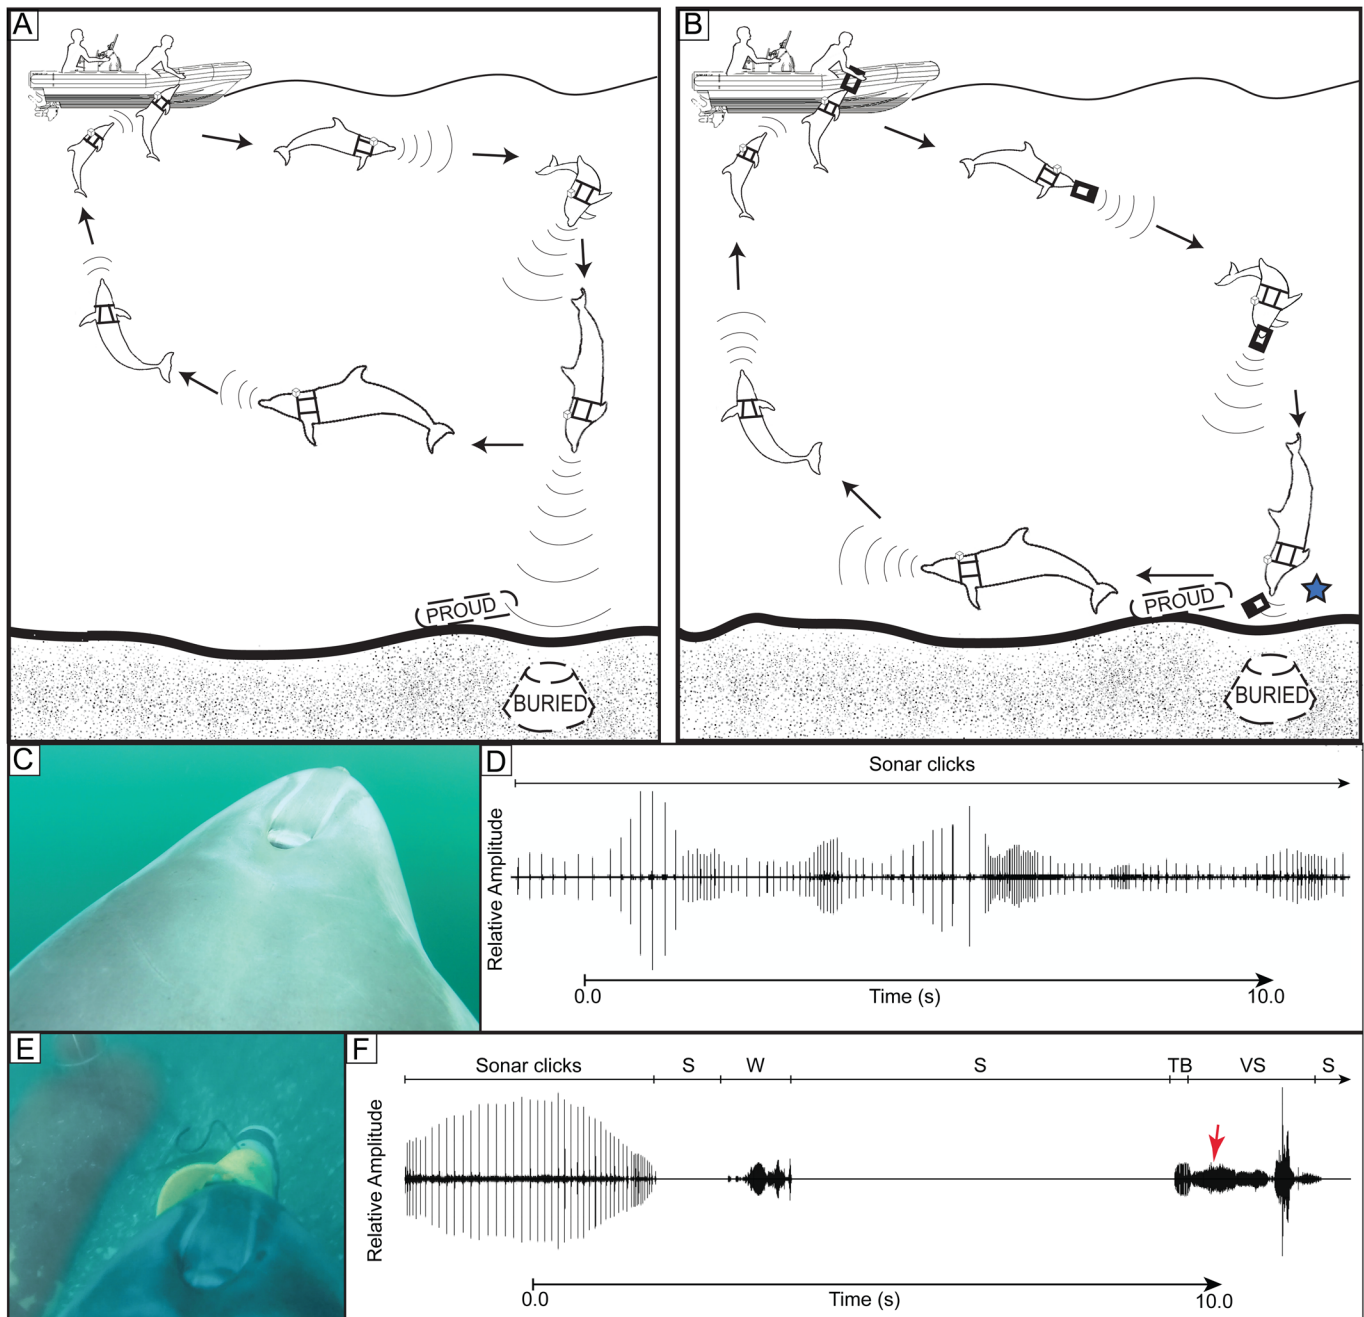 A
B
PROUD
BURIED
PROUD
BURIED
C
D
Sonar clicks
Relative Amplitude
0.0
Time (s)
10.0
E
F
Sonar clicks S W S TB VS S
Relative Amplitude
0.0
Time (s)
10.0